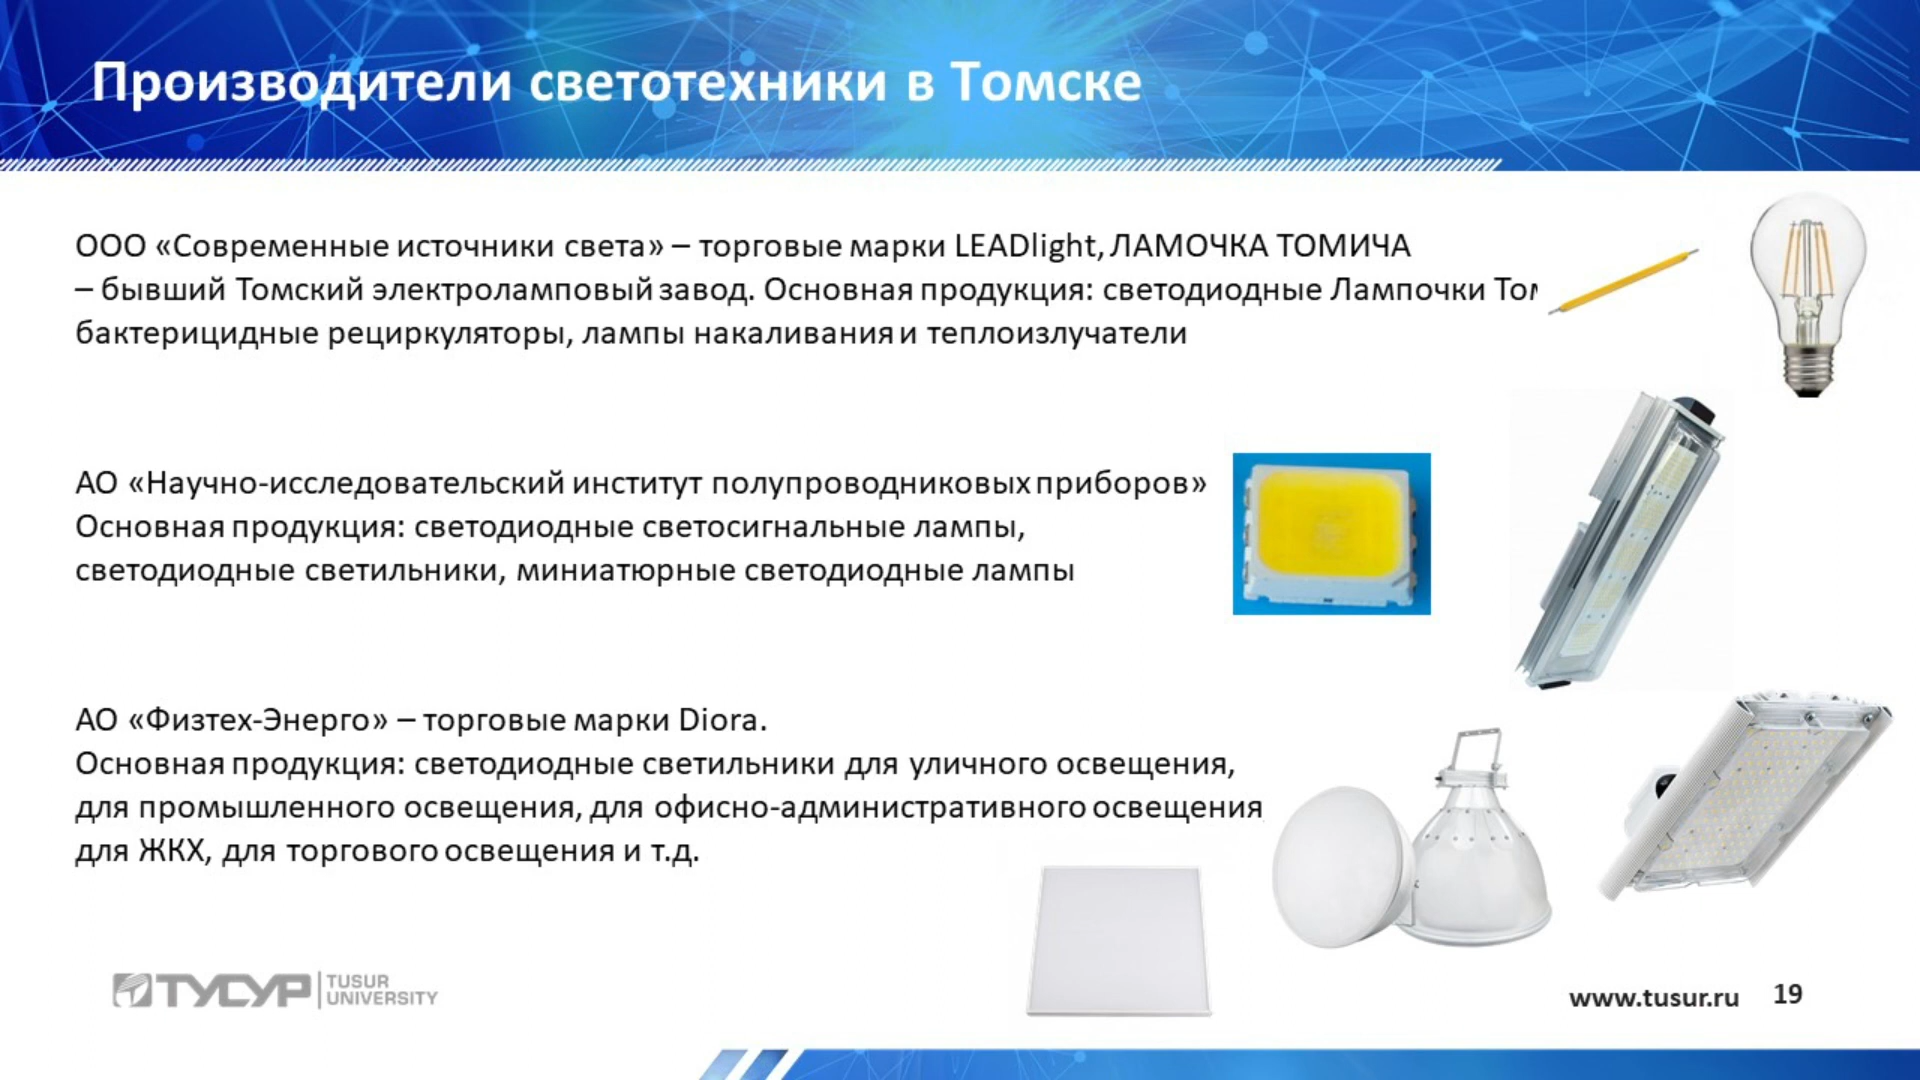 Производители светотехники в Томске
ООО «Современные источники света» – торговые марки LEADlight, ЛАМОЧКА ТОМИЧА
– бывший Томский электроламповый завод. Основная продукция: светодиодные Лампочки
бактерицидные рециркуляторы, лампы накаливания и теплоизлучатели
АО «Научно-исследовательский институт полупроводниковых приборов»
Основная продукция: светодиодные светосигнальные лампы,
светодиодные светильники, миниатюрные светодиодные лампы
АО «Физтех-Энерго» – торговые марки Diora.
Основная продукция: светодиодные светильники для уличного освещения,
для промышленного освещения, для офисно-административного освещения
для ЖКХ, для торгового освещения и т.д.
ТУСУР
TUSUR
UNIVERSITY
www.tusur.ru
19